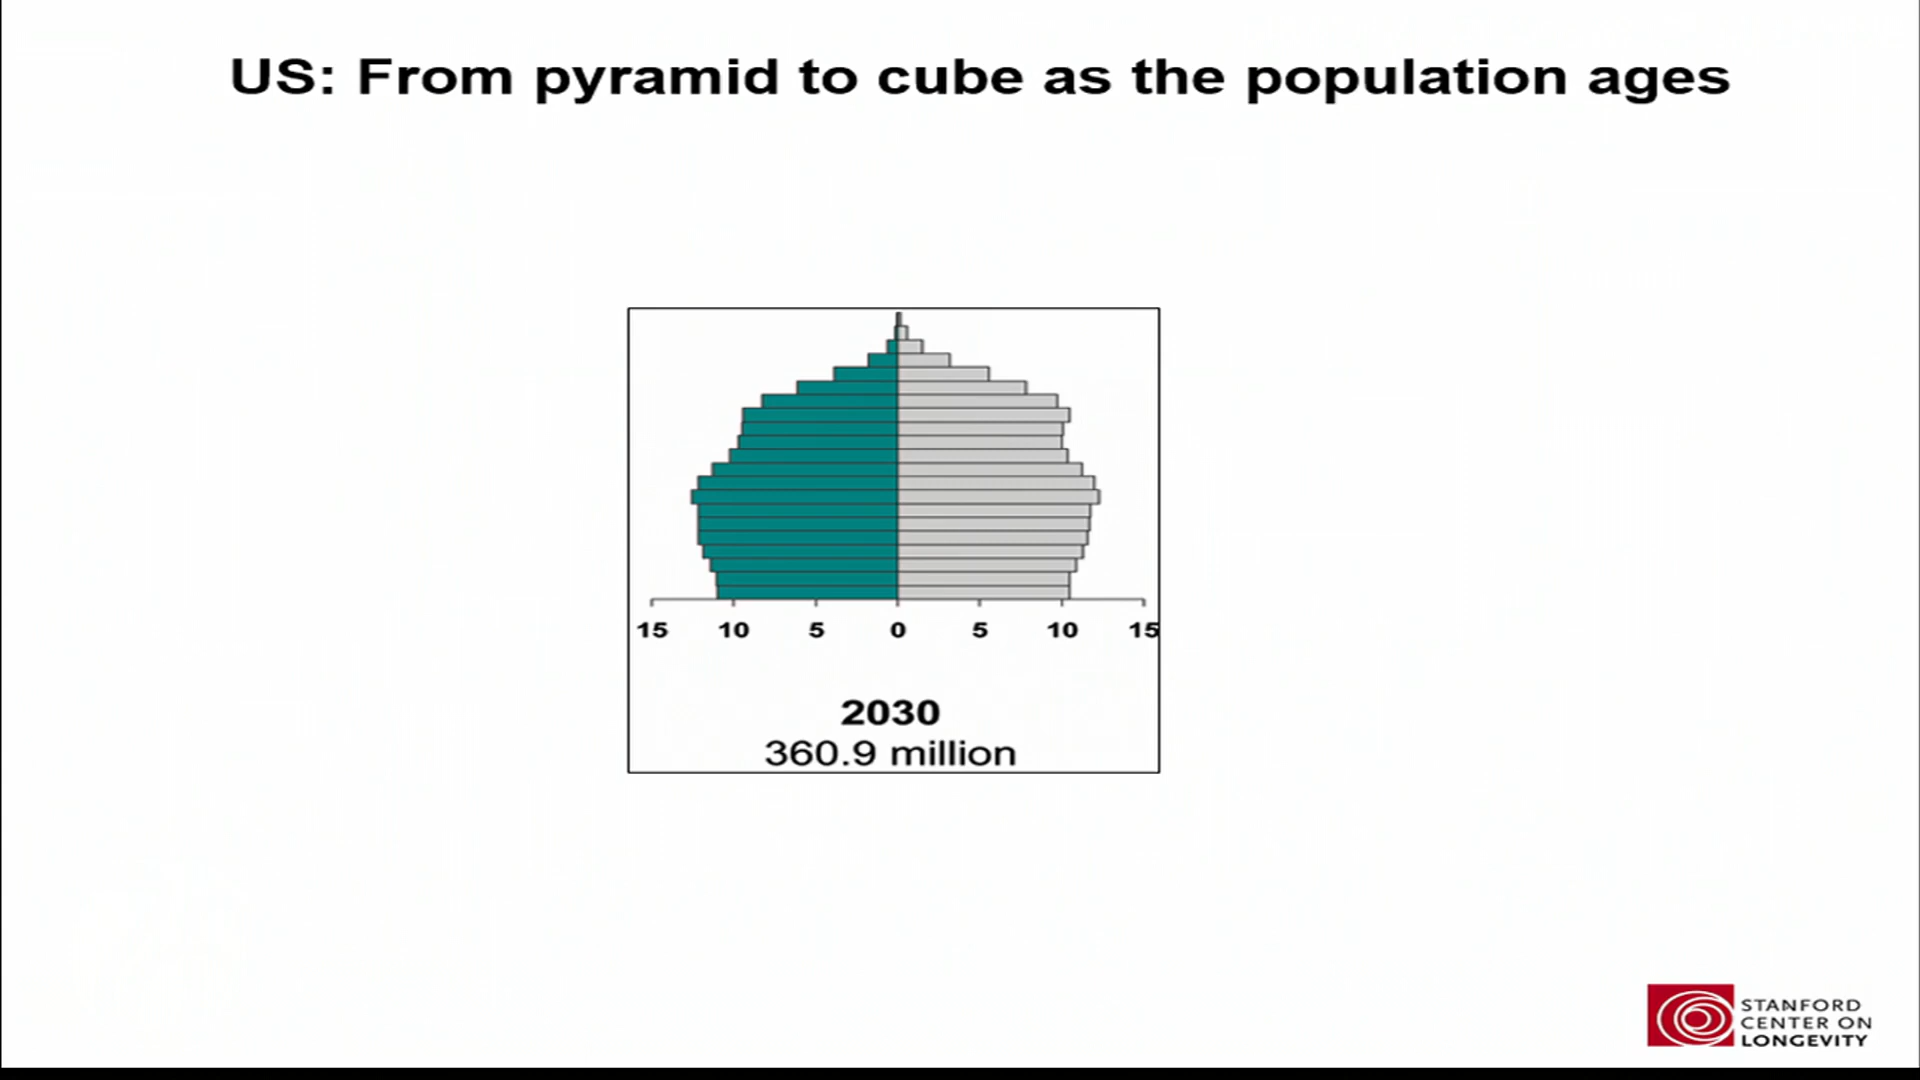 US: From pyramid to cube as the population ages
15 10 5 0 5 10 15
2030
360.9 million
STANFORD
CENTER ON
LONGEVITY